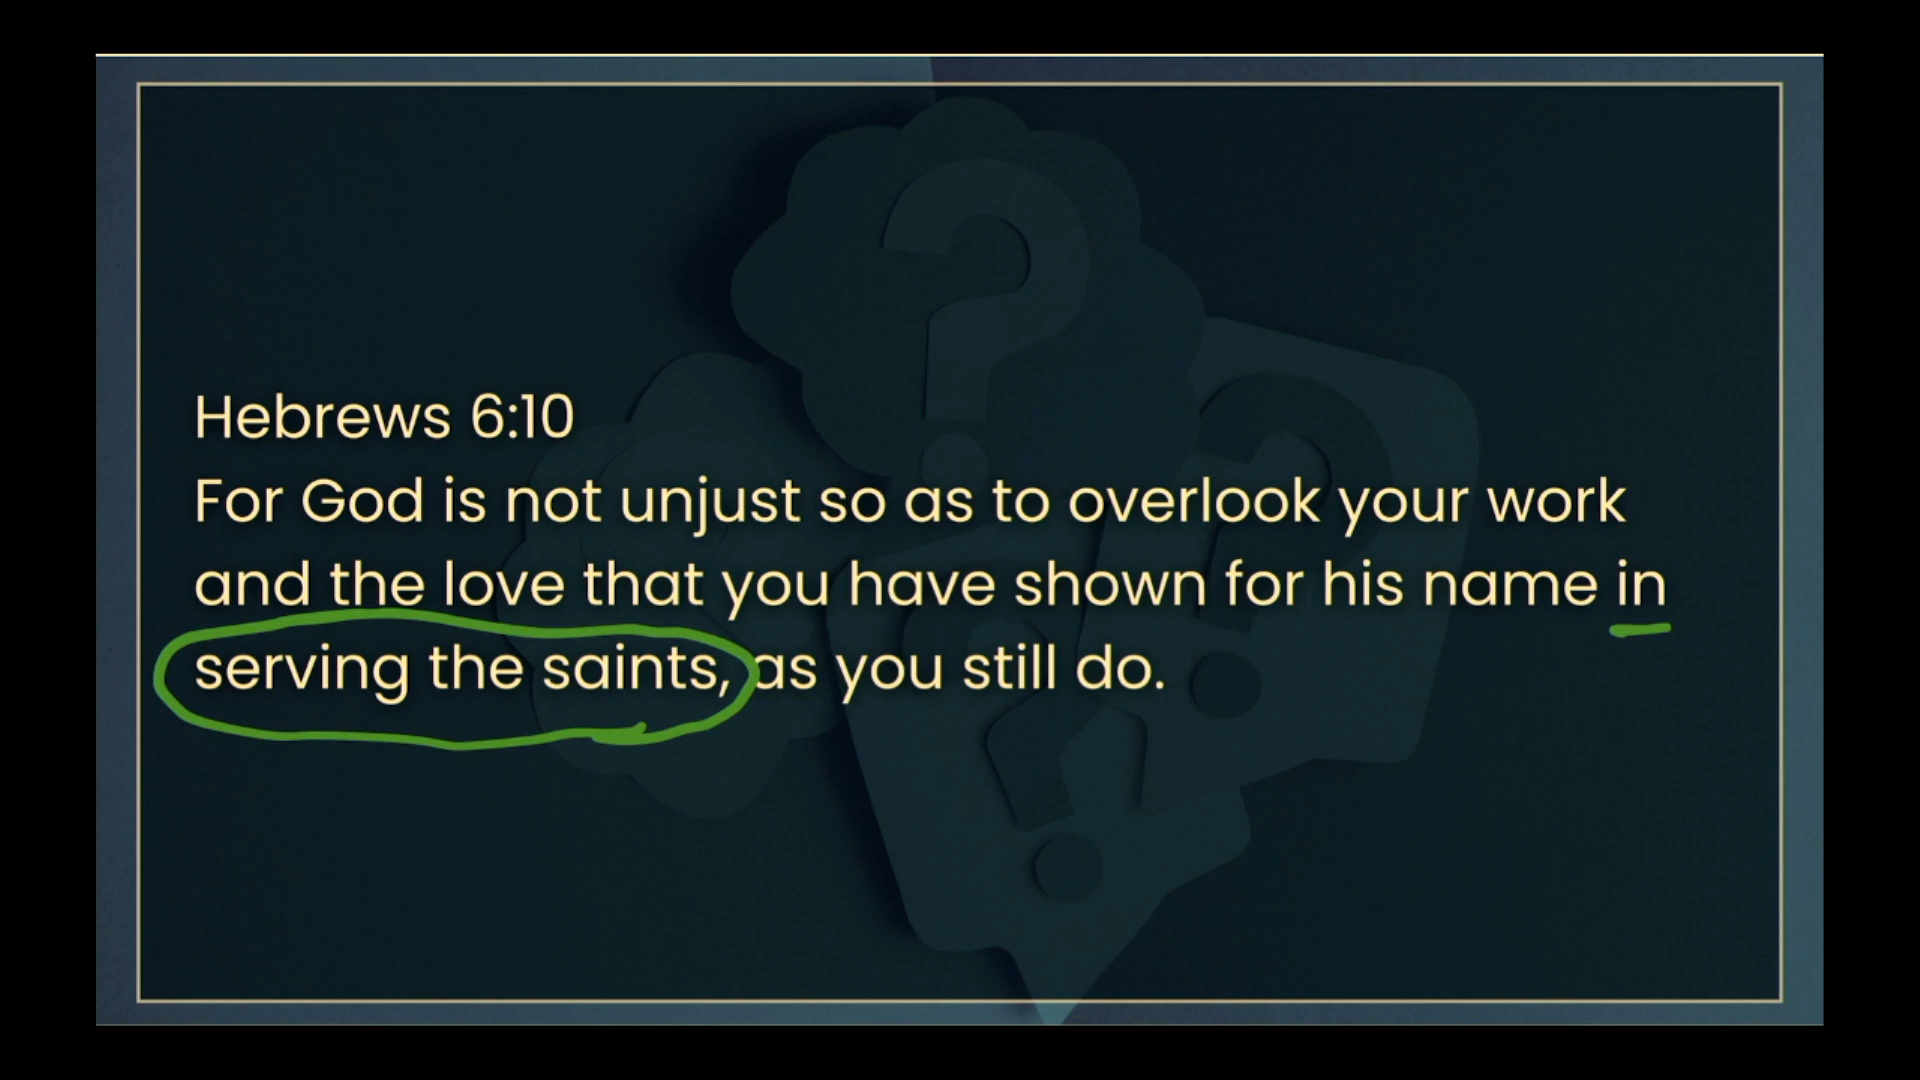 Hebrews 6:10
For God is not unjust so as to overlook your work
and the love that you have shown for his name in
serving the saints, as you still do.